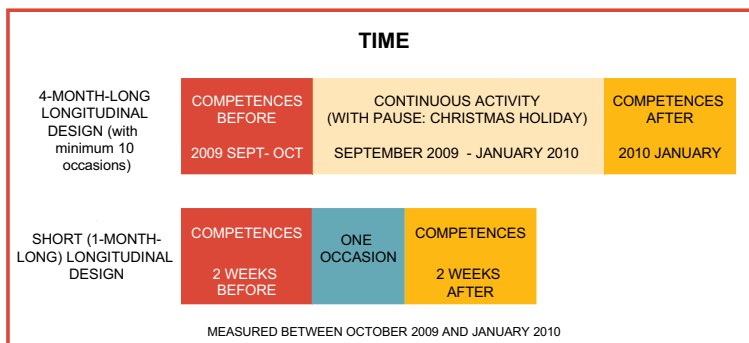 TIME
4-MONTH-LONG
LONGITUDINAL
DESIGN (with
minimum 10
occasions)
COMPETENCES
BEFORE
2009 SEPT- OCT
CONTINUOUS ACTIVITY
(WITH PAUSE: CHRISTMAS HOLIDAY)
SEPTEMBER 2009 - JANUARY 2010
COMPETENCES
AFTER
2010 JANUARY
SHORT (1-MONTH-
LONG) LONGITUDINAL
DESIGN
COMPETENCES
2 WEEKS
BEFORE
ONE
OCCASION
COMPETENCES
2 WEEKS
AFTER
MEASURED BETWEEN OCTOBER 2009 AND JANUARY 2010